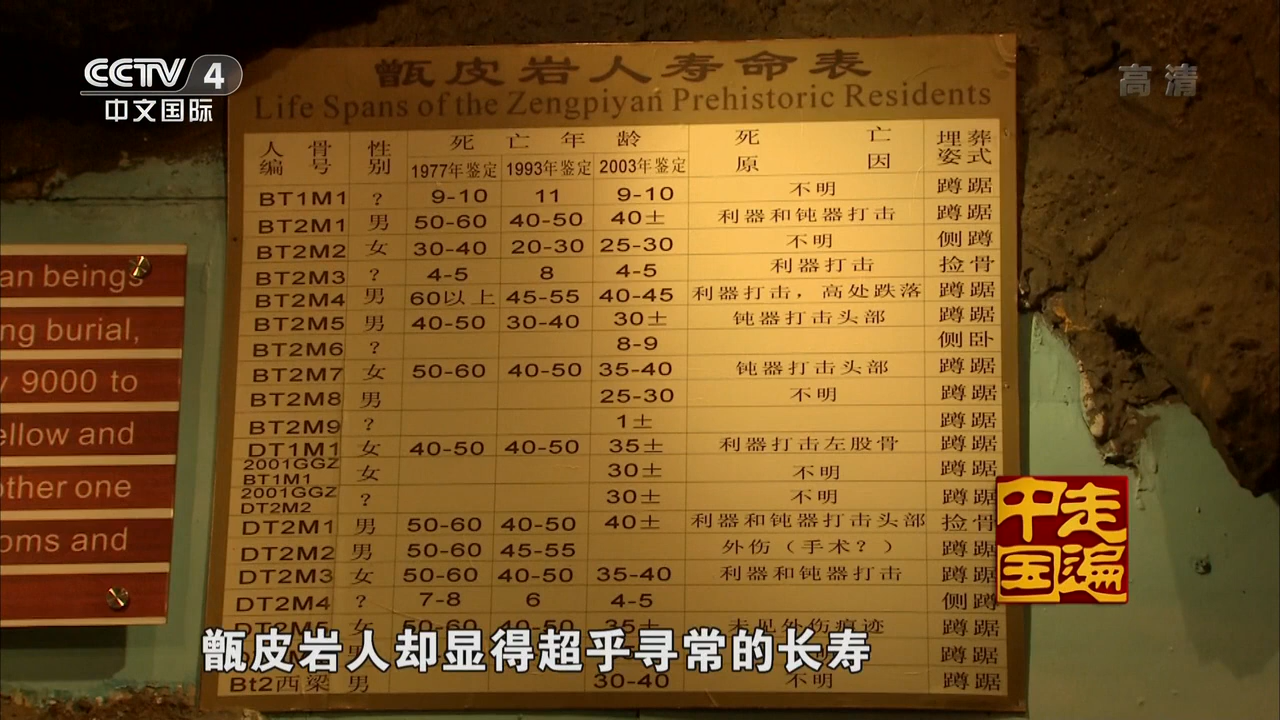 CCTV 4
中文国际
高清
甑皮岩人寿命表
Life Spans of the Zengpiyan Prehistoric Residents
人骨编号 性别 死亡年龄 死亡原因 埋葬姿式
1977年鉴定 1993年鉴定 2003年鉴定
BT1M1 ? 9-10 11 9-10 不明 蹲踞
BT2M1 男 50-60 40-50 40± 利器和钝器打击 蹲踞
BT2M2 女 30-40 20-30 25-30 不明 侧蹲
BT2M3 ? 4-5 8 4-5 利器打击 捡骨
BT2M4 男 60以上 45-55 40-45 利器打击，高处跌落 蹲踞
BT2M5 男 40-50 30-40 30± 钝器打击头部 蹲踞
BT2M6 ? 8-9 侧卧
BT2M7 女 50-60 40-50 35-40 钝器打击头部 蹲踞
BT2M8 男 25-30 不明 蹲踞
BT2M9 ? 1± 蹲踞
DT1M1 女 40-50 40-50 35± 利器打击左股骨 蹲踞
2001GGZBT1M1 女 30± 不明 蹲踞
2001GGZDT2M2 ? 30± 不明 蹲踞
DT2M1 男 50-60 40-50 40± 利器和钝器打击头部 捡骨
DT2M2 男 50-60 45-55 外伤（手术？） 蹲踞
DT2M3 女 50-60 40-50 35-40 利器和钝器打击 蹲踞
DT2M4 ? 7-8 6 4-5 侧蹲
DT2M5 女 50-60 40-50 35± 未见外伤痕迹 蹲踞
蹲踞
Bt2西梁 男 30-40 不明 蹲踞
an beings
ng burial,
9000 to
ellow and
other one
oms and
走遍中国
甑皮岩人却显得超乎寻常的长寿